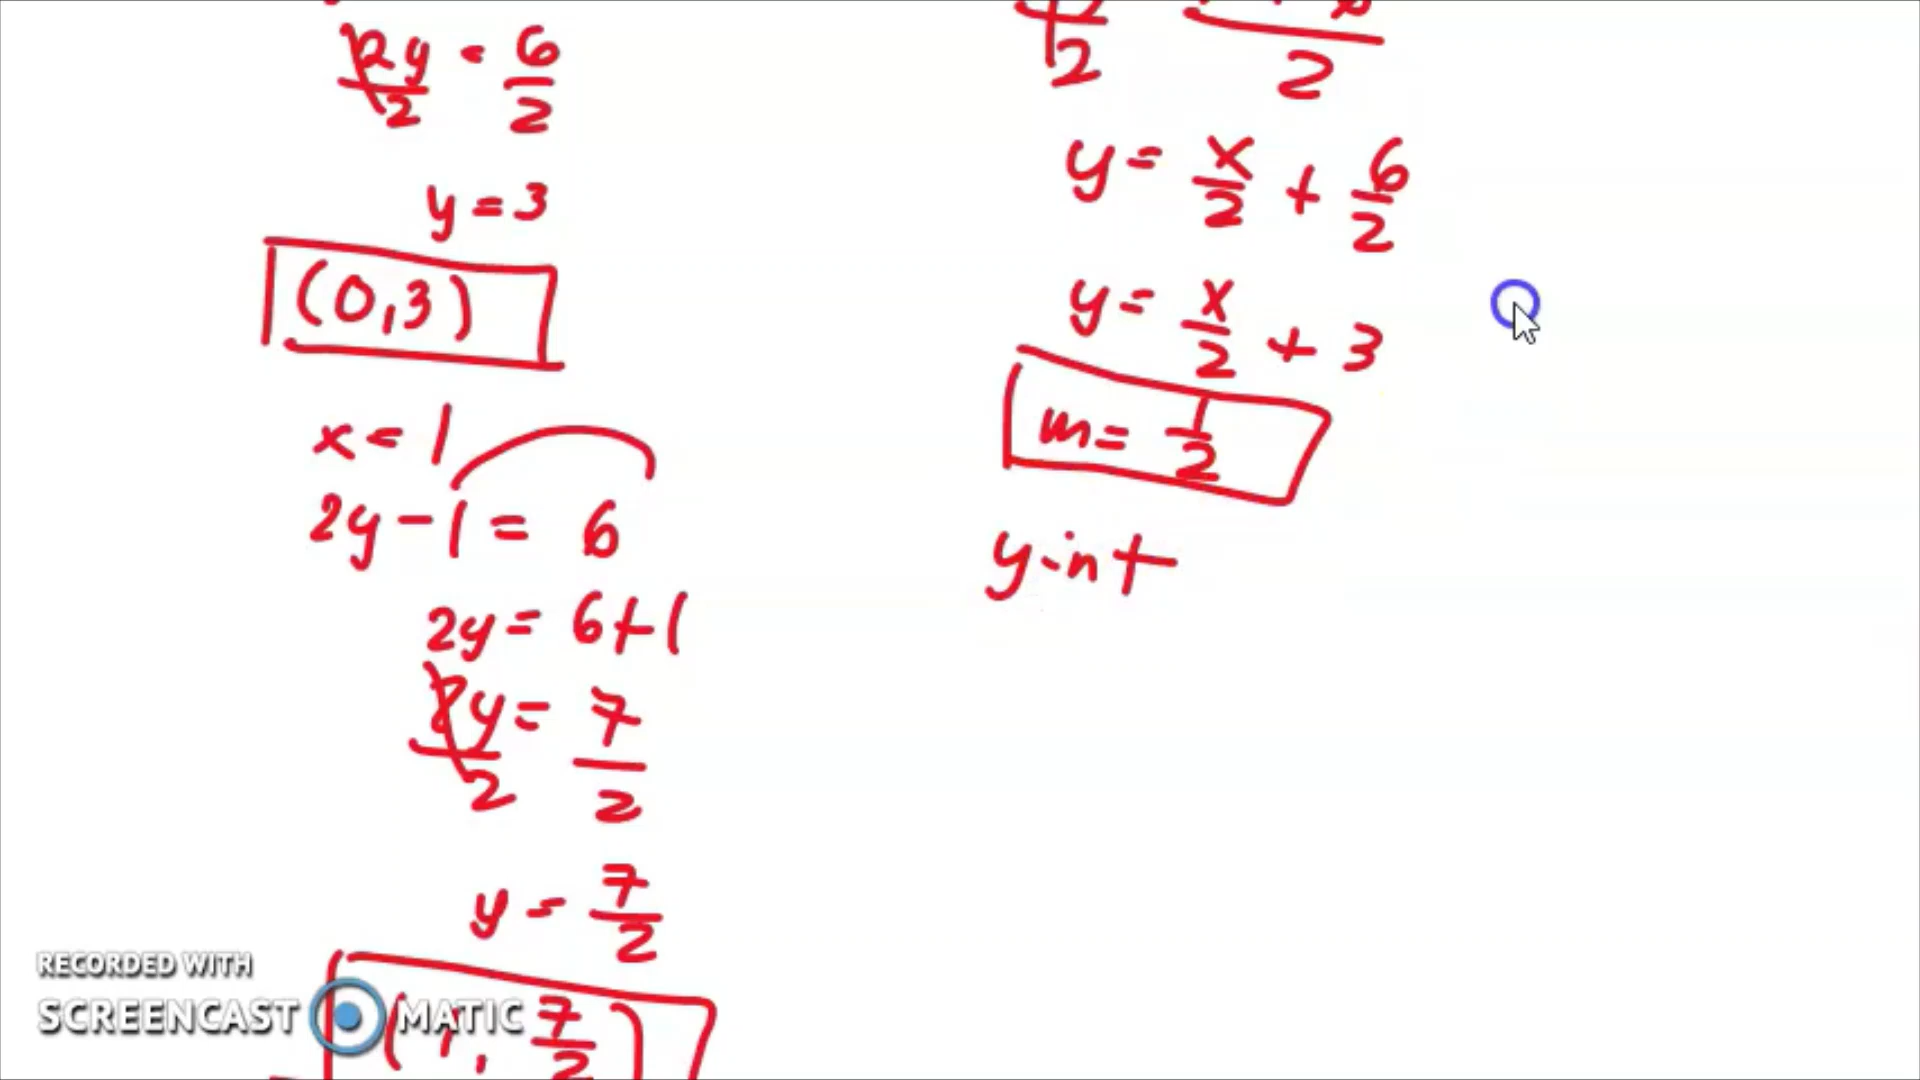 2y/2 = 6/2
y = 3
(0,3)
x = 1
2y - 1 = 6
2y = 6+1
2y/2 = 7/2
y = 7/2
(1, 7/2)
2
2
y = x/2 + 6/2
y = x/2 + 3
m = 1/2
y-int
RECORDED WITH
SCREENCAST MATIC